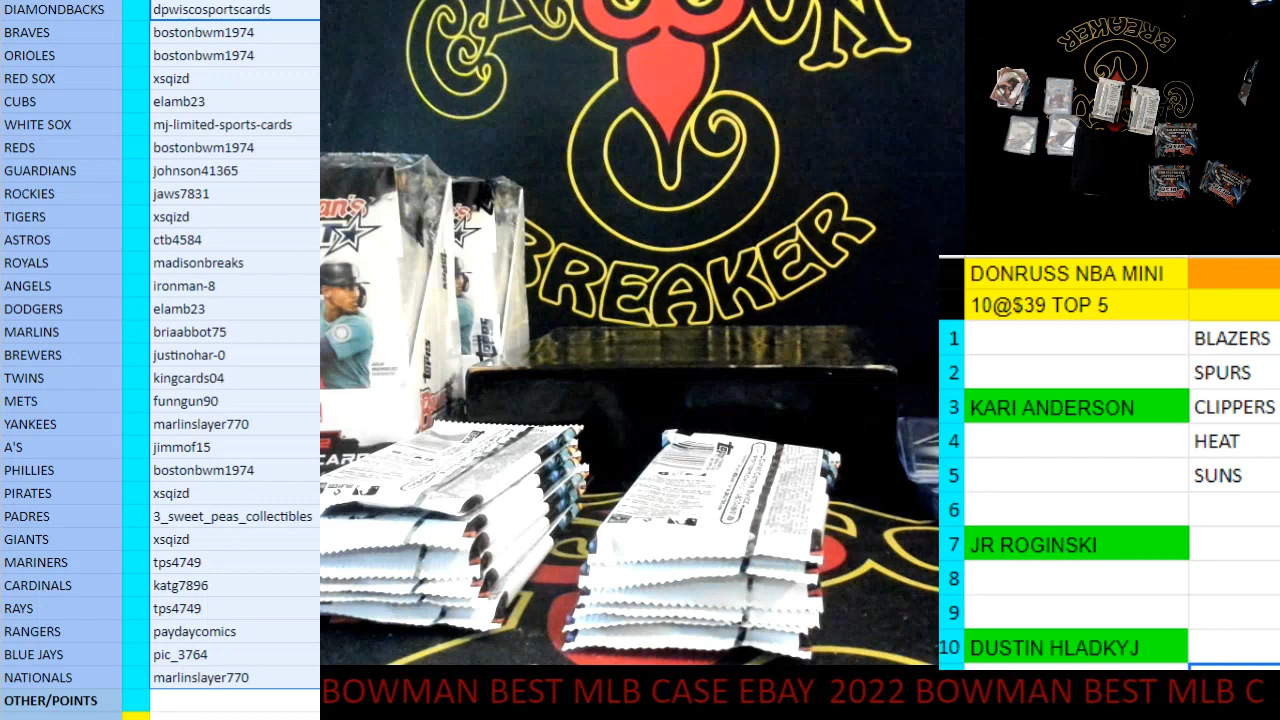 DIAMONDBACKS dpwiscosportscards
BRAVES bostonbwm1974
ORIOLES bostonbwm1974
RED SOX xsqizd
CUBS elamb23
WHITE SOX mj-limited-sports-cards
REDS bostonbwm1974
GUARDIANS johnson41365
ROCKIES jaws7831
TIGERS xsqizd
ASTROS ctb4584
ROYALS madisonbreaks
ANGELS ironman-8
DODGERS elamb23
MARLINS briaabbot75
BREWERS justinohar-0
TWINS kingcards04
METS funngun90
YANKEES marlinslayer770
A'S jimmof15
PHILLIES bostonbwm1974
PIRATES xsqizd
PADRES 3_sweet_peas_collectibles
GIANTS xsqizd
MARINERS tps4749
CARDINALS katg7896
RAYS tps4749
RANGERS paydaycomics
BLUE JAYS pic_3764
NATIONALS marlinslayer770
OTHER/POINTS
BREAKER
topps
BREAKER
DONRUSS NBA MINI
10@$39 TOP 5
1 BLAZERS
2 SPURS
3 KARI ANDERSON CLIPPERS
4 HEAT
5 SUNS
6
7 JR ROGINSKI
8
9
10 DUSTIN HLADKYJ
BOWMAN BEST MLB CASE EBAY 2022 BOWMAN BEST MLB C